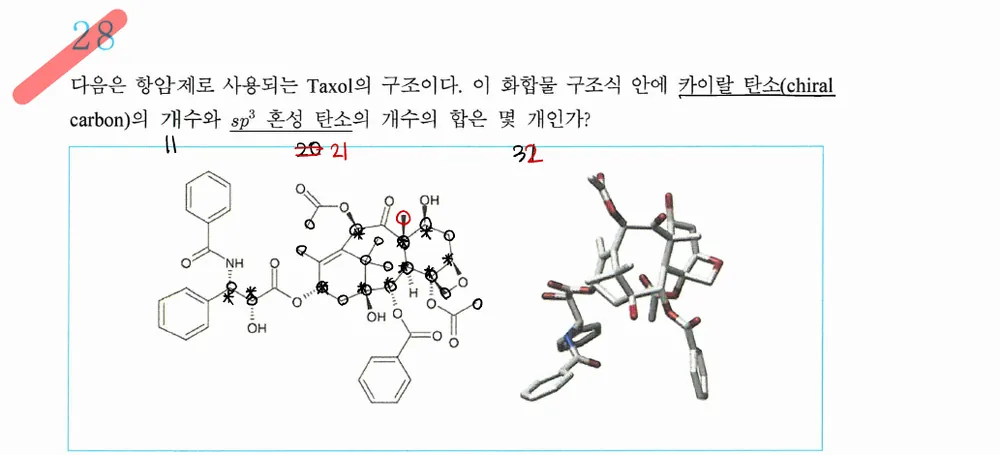 28
다음은 항암제로 사용되는 Taxol의 구조이다. 이 화합물 구조식 안에 카이랄 탄소(chiral
carbon)의 개수와 sp³ 혼성 탄소의 개수의 합은 몇 개인가?
11 20 21 32
O
O
O
OH
O
NH
O
O
O
OH
OH
H
O
O
O
O
O